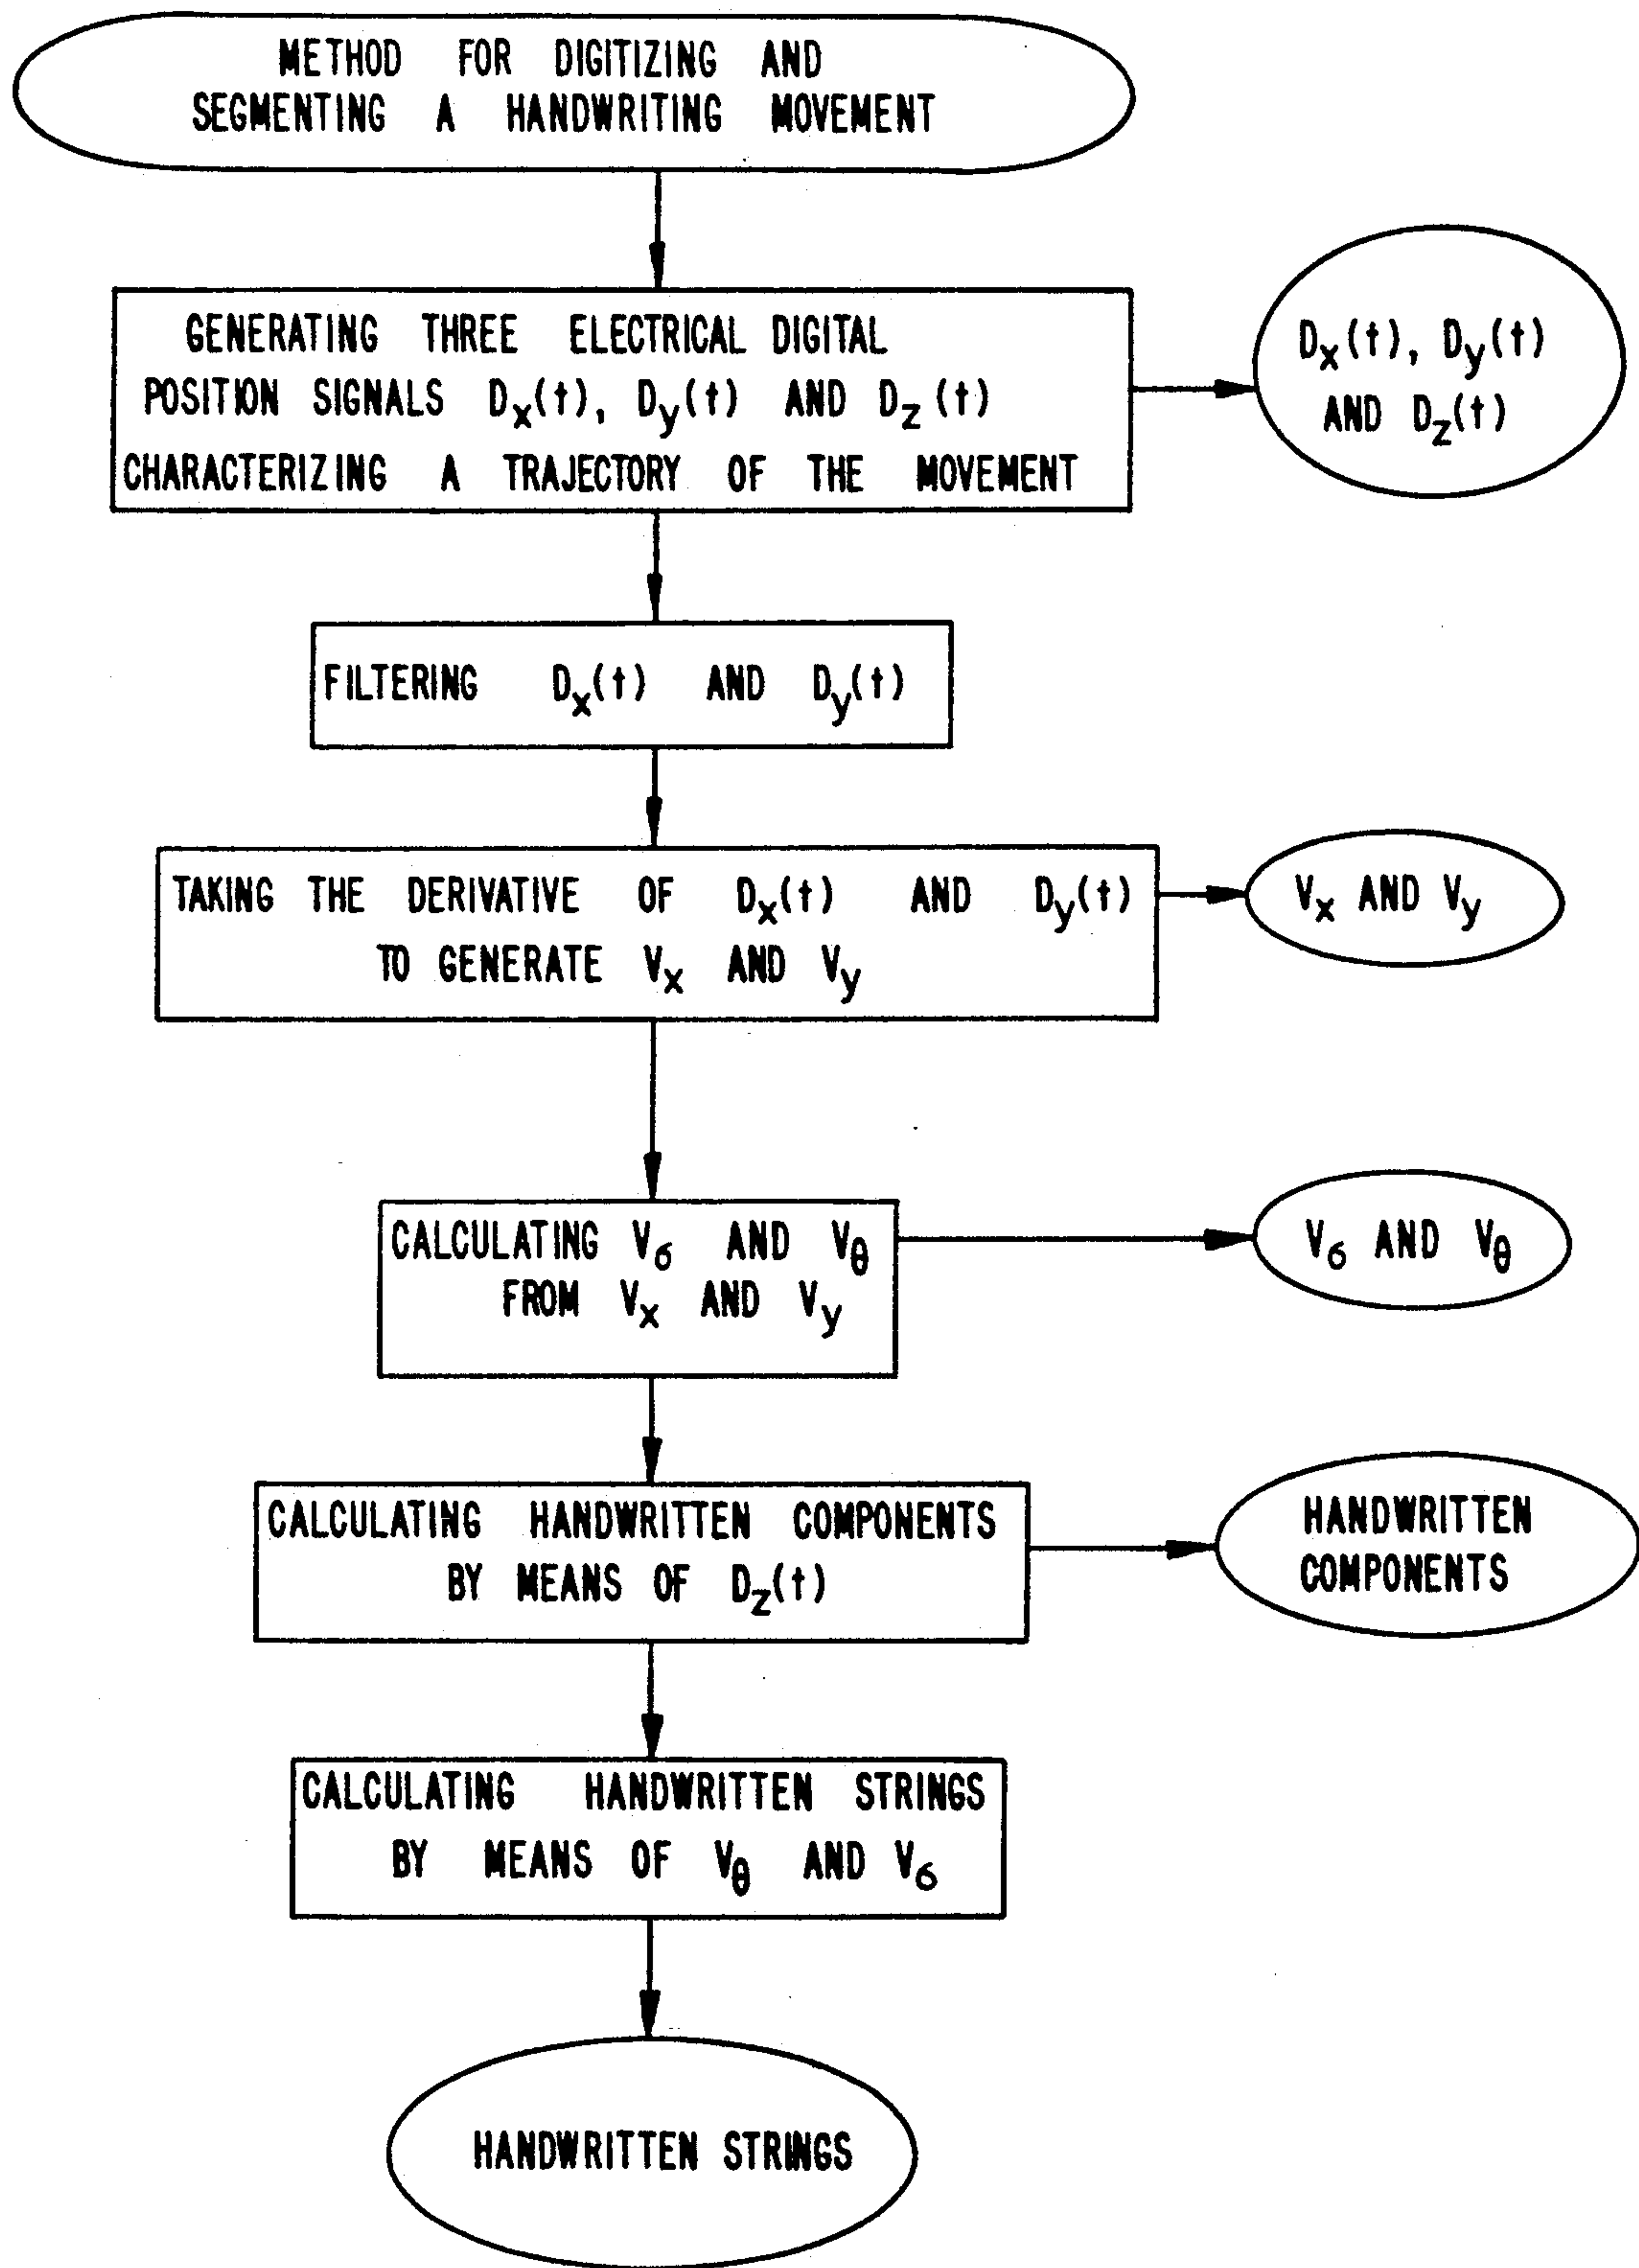 METHOD FOR DIGITIZING AND
SEGMENTING A HANDWRITING MOVEMENT
GENERATING THREE ELECTRICAL DIGITAL
POSITION SIGNALS Dx(t), Dy(t) AND Dz(t)
CHARACTERIZING A TRAJECTORY OF THE MOVEMENT
Dx(t), Dy(t)
AND Dz(t)
FILTERING Dx(t) AND Dy(t)
TAKING THE DERIVATIVE OF Dx(t) AND Dy(t)
TO GENERATE Vx AND Vy
Vx AND Vy
CALCULATING Vσ AND Vθ
FROM Vx AND Vy
Vσ AND Vθ
CALCULATING HANDWRITTEN COMPONENTS
BY MEANS OF Dz(t)
HANDWRITTEN
COMPONENTS
CALCULATING HANDWRITTEN STRINGS
BY MEANS OF Vθ AND Vσ
HANDWRITTEN STRINGS